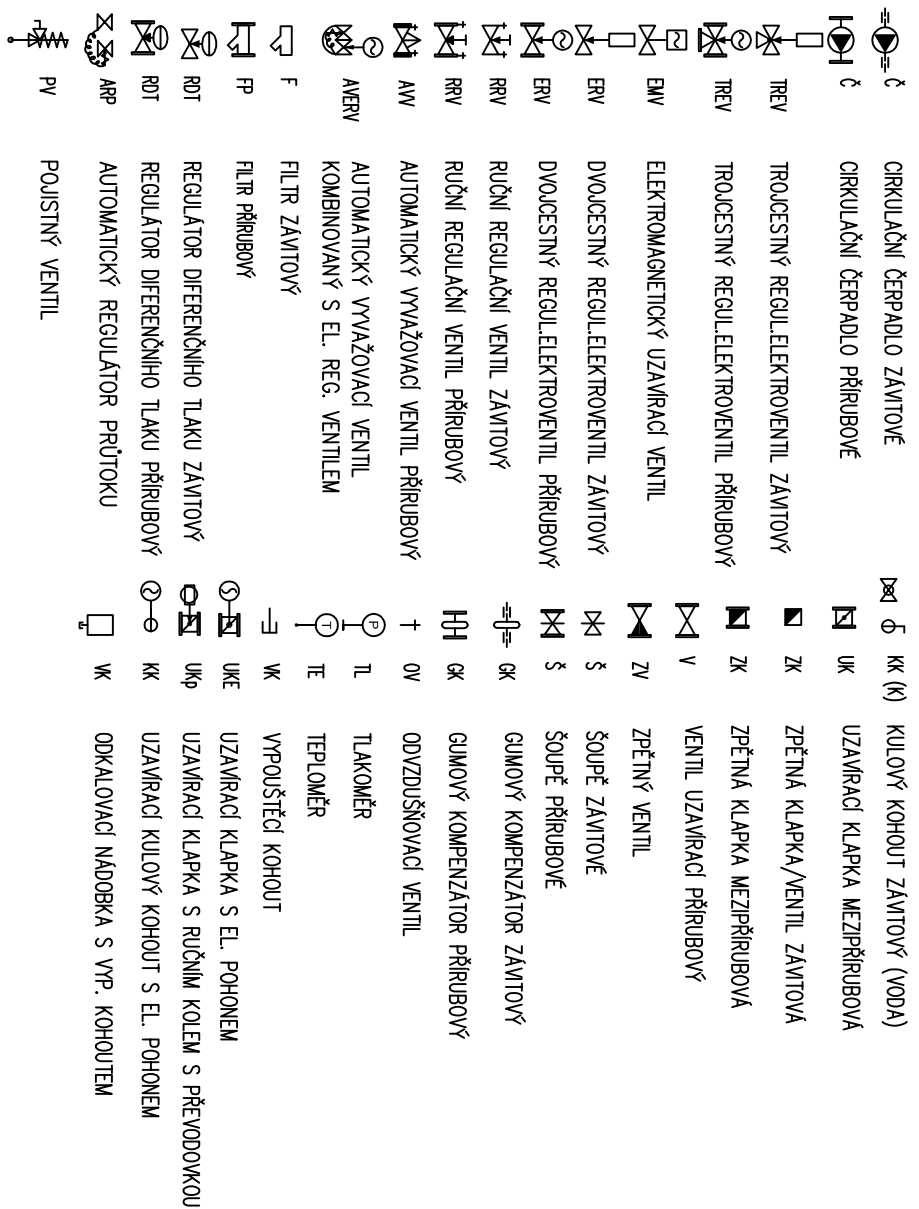 Č CIRKULAČNÍ ČERPADLO ZÁVITOVÉ
Č CIRKULAČNÍ ČERPADLO PŘÍRUBOVÉ
TREV TROJCESTNÝ REGUL.ELEKTROVENTIL ZÁVITOVÝ
TREV TROJCESTNÝ REGUL.ELEKTROVENTIL PŘÍRUBOVÝ
EMV ELEKTROMAGNETICKÝ UZAVÍRACÍ VENTIL
ERV DVOJCESTNÝ REGUL.ELEKTROVENTIL ZÁVITOVÝ
ERV DVOJCESTNÝ REGUL.ELEKTROVENTIL PŘÍRUBOVÝ
RRV RUČNÍ REGULAČNÍ VENTIL ZÁVITOVÝ
RRV RUČNÍ REGULAČNÍ VENTIL PŘÍRUBOVÝ
AVV AUTOMATICKÝ VYVAŽOVACÍ VENTIL PŘÍRUBOVÝ
AVERV AUTOMATICKÝ VYVAŽOVACÍ VENTIL
KOMBINOVANÝ S EL. REG. VENTILEM
F FILTR ZÁVITOVÝ
FP FILTR PŘÍRUBOVÝ
RDT REGULÁTOR DIFERENČNÍHO TLAKU ZÁVITOVÝ
RDT REGULÁTOR DIFERENČNÍHO TLAKU PŘÍRUBOVÝ
ARP AUTOMATICKÝ REGULÁTOR PRŮTOKU
PV POJISTNÝ VENTIL
KK (K) KULOVÝ KOHOUT ZÁVITOVÝ (VODA)
UK UZAVÍRACÍ KLAPKA MEZIPŘÍRUBOVÁ
ZK ZPĚTNÁ KLAPKA/VENTIL ZÁVITOVÁ
ZK ZPĚTNÁ KLAPKA MEZIPŘÍRUBOVÁ
V VENTIL UZAVÍRACÍ PŘÍRUBOVÝ
ZV ZPĚTNÝ VENTIL
Š ŠOUPĚ ZÁVITOVÉ
Š ŠOUPĚ PŘÍRUBOVÉ
GK GUMOVÝ KOMPENZÁTOR ZÁVITOVÝ
GK GUMOVÝ KOMPENZÁTOR PŘÍRUBOVÝ
OV ODVZDUŠŇOVACÍ VENTIL
P TL TLAKOMĚR
T TE TEPLOMĚR
VK VYPOUŠTĚCÍ KOHOUT
UKE UZAVÍRACÍ KLAPKA S EL. POHONEM
UKp UZAVÍRACÍ KLAPKA S RUČNÍM KOLEM S PŘEVODOVKOU
KK UZAVÍRACÍ KULOVÝ KOHOUT S EL. POHONEM
VK ODKALOVACÍ NÁDOBKA S VYP. KOHOUTEM